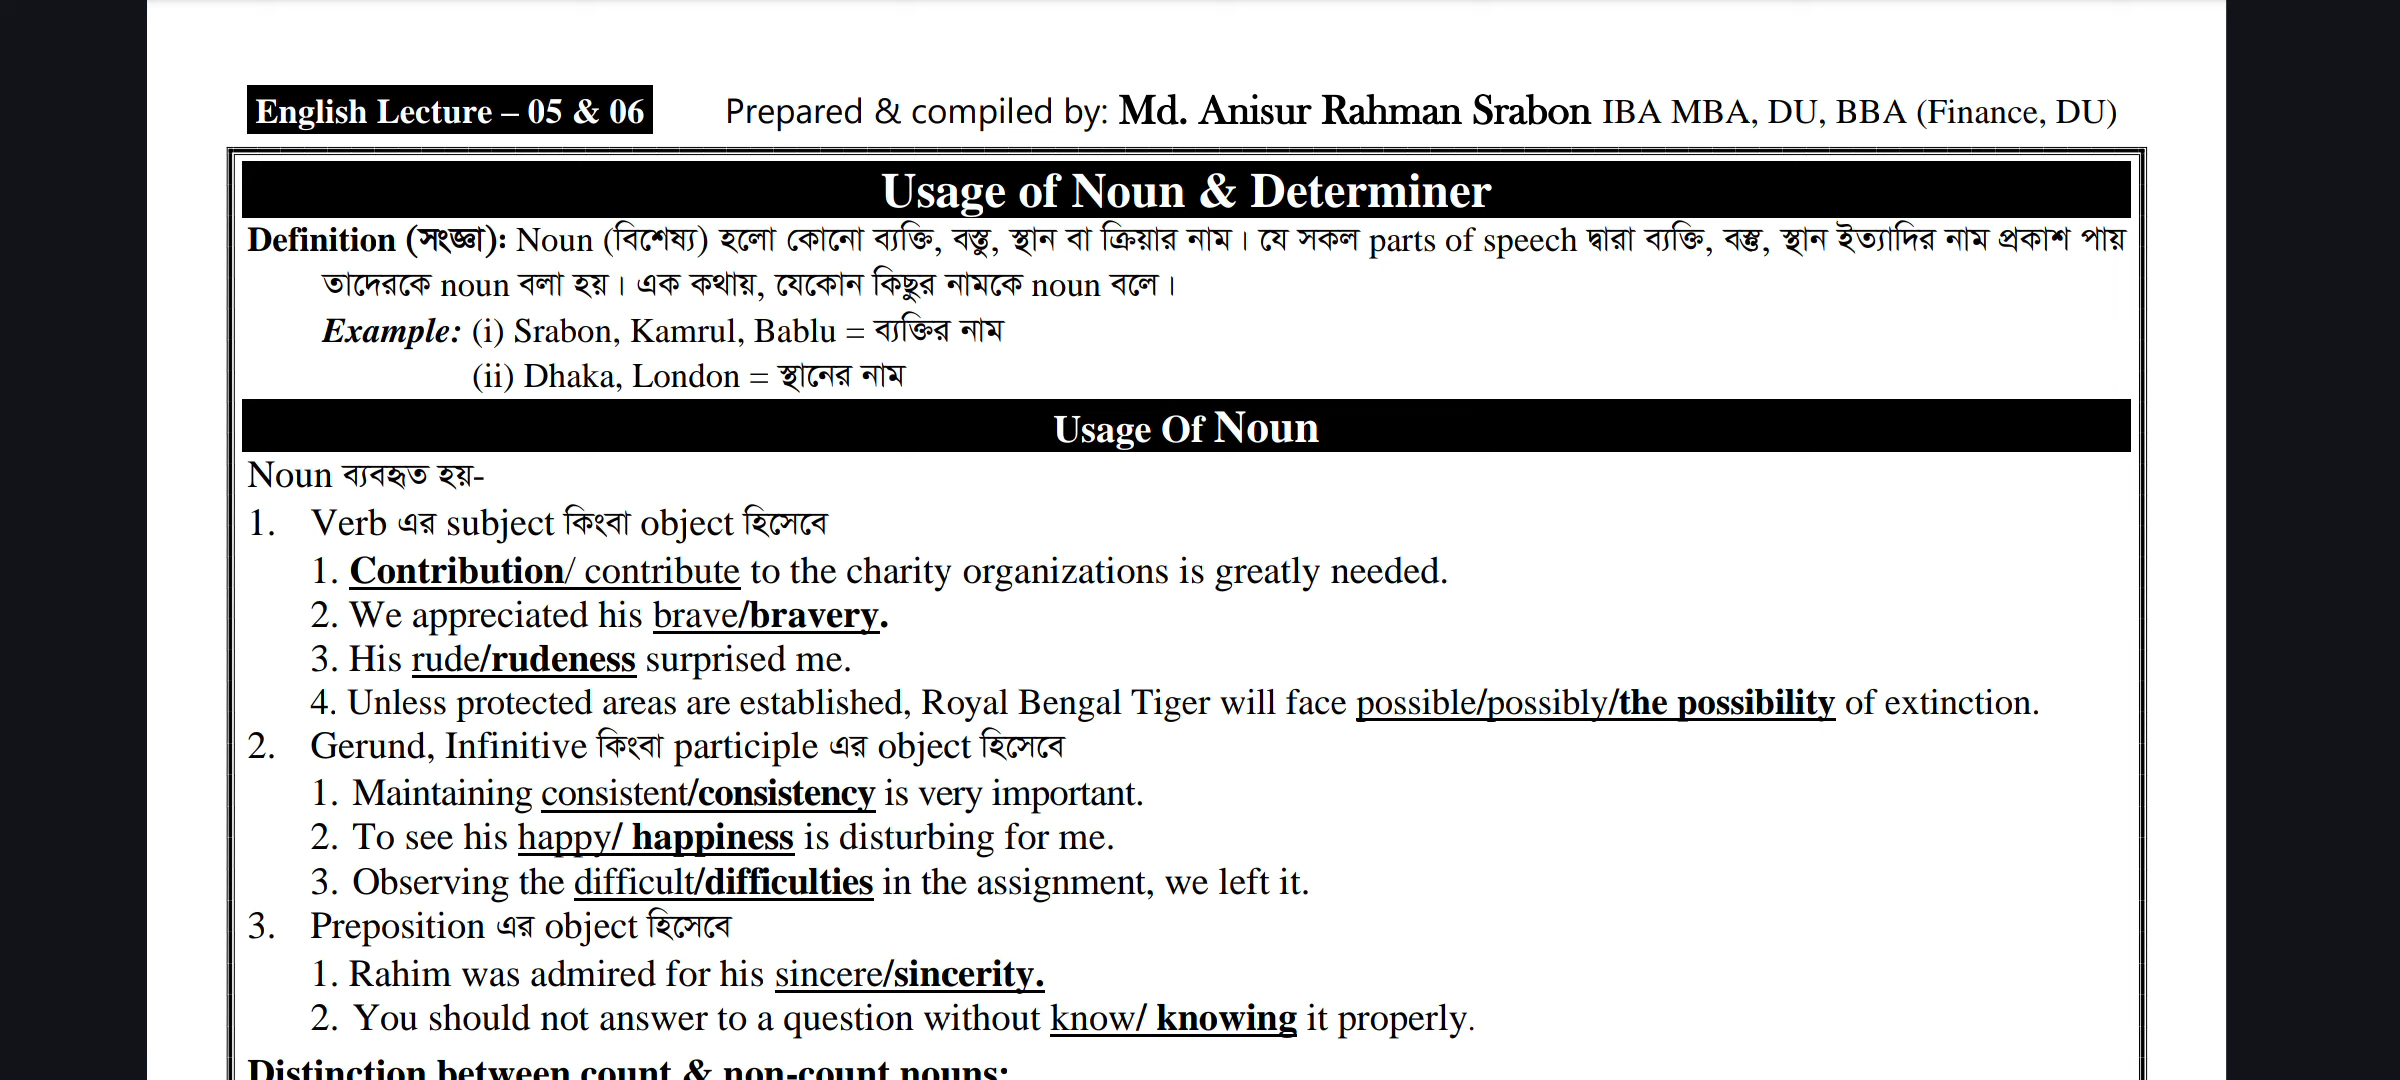 English Lecture – 05 & 06 Prepared & compiled by: Md. Anisur Rahman Srabon IBA MBA, DU, BBA (Finance, DU)
Usage of Noun & Determiner
Definition (সংজ্ঞা): Noun (বিশেষ্য) হলো কোনো ব্যক্তি, বস্তু, স্থান বা ক্রিয়ার নাম। যে সকল parts of speech দ্বারা ব্যক্তি, বস্তু, স্থান ইত্যাদির নাম প্রকাশ পায়
তাদেরকে noun বলা হয়। এক কথায়, যেকোন কিছুর নামকে noun বলে।
Example: (i) Srabon, Kamrul, Bablu = ব্যক্তির নাম
(ii) Dhaka, London = স্থানের নাম
Usage Of Noun
Noun ব্যবহৃত হয়-
1. Verb এর subject কিংবা object হিসেবে
1. Contribution/ contribute to the charity organizations is greatly needed.
2. We appreciated his brave/bravery.
3. His rude/rudeness surprised me.
4. Unless protected areas are established, Royal Bengal Tiger will face possible/possibly/the possibility of extinction.
2. Gerund, Infinitive কিংবা participle এর object হিসেবে
1. Maintaining consistent/consistency is very important.
2. To see his happy/ happiness is disturbing for me.
3. Observing the difficult/difficulties in the assignment, we left it.
3. Preposition এর object হিসেবে
1. Rahim was admired for his sincere/sincerity.
2. You should not answer to a question without know/ knowing it properly.
Distinction between count & non-count nouns: